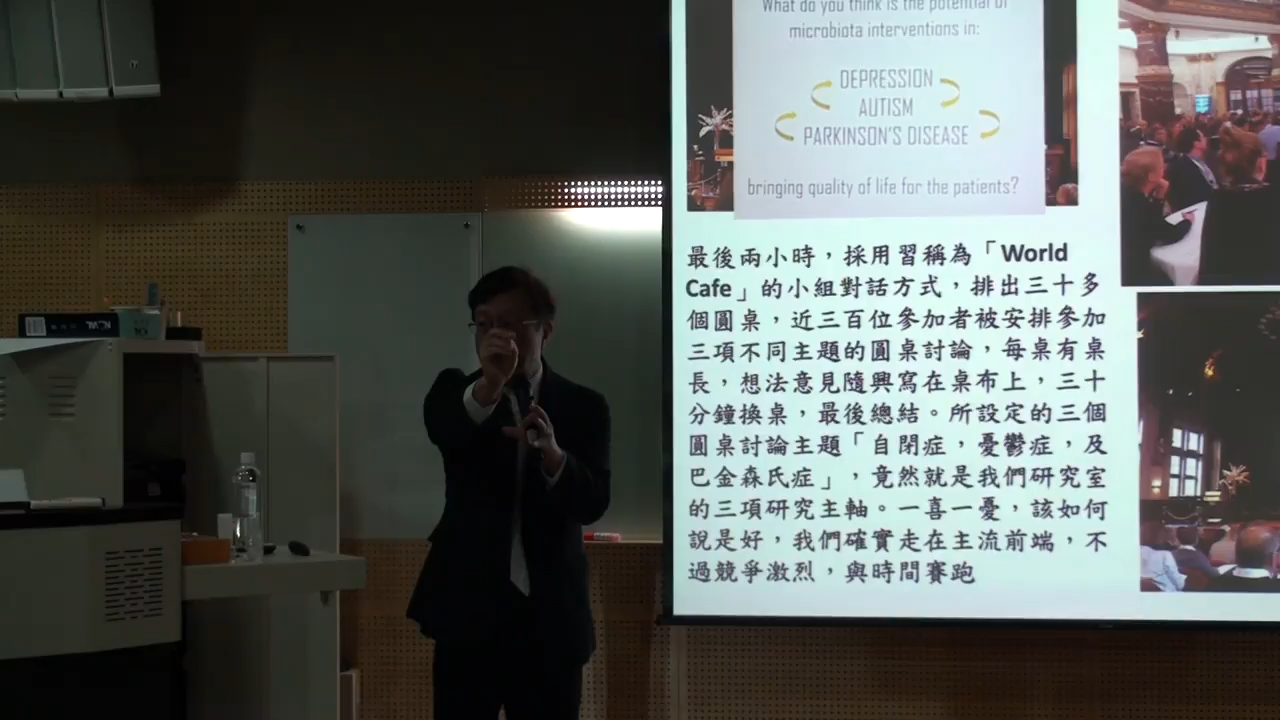 What do you think is the potential of
microbiota interventions in:
DEPRESSION
AUTISM
PARKINSON'S DISEASE
bringing quality of life for the patients?
最後兩小時，採用習稱為「World
Cafe」的小組對話方式，排出三十多
個圓桌，近三百位參加者被安排參加
三項不同主題的圓桌討論，每桌有桌
長，想法意見隨興寫在桌布上，三十
分鐘換桌，最後總結。所設定的三個
圓桌討論主題「自閉症，憂鬱症，及
巴金森氏症」，竟然就是我們研究室
的三項研究主軸。一喜一憂，該如何
說是好，我們確實走在主流前端，不
過競爭激烈，與時間賽跑